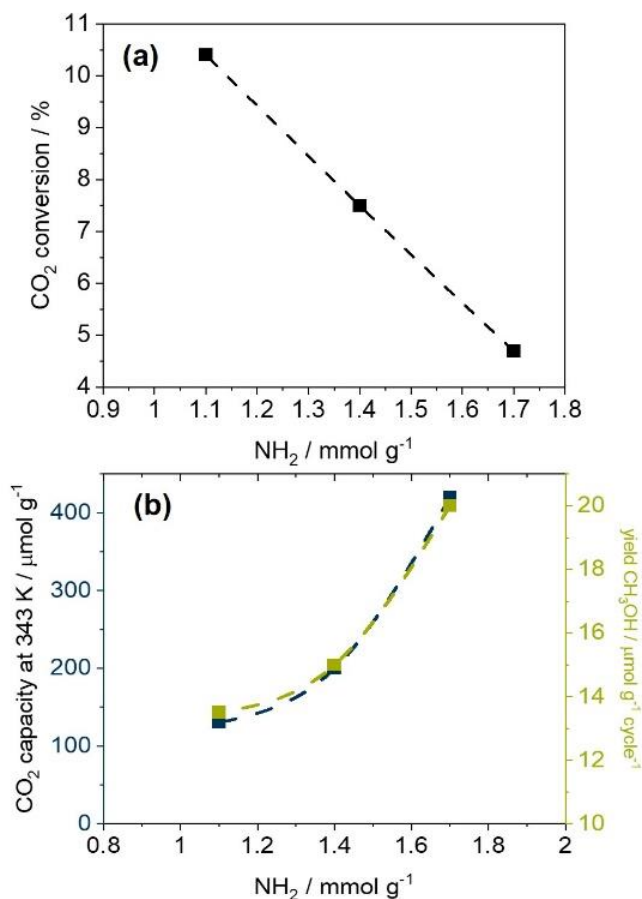 (a)
11
10
9
8
7
6
5
4
CO₂ conversion / %
0.9 1 1.1 1.2 1.3 1.4 1.5 1.6 1.7 1.8
NH₂ / mmol g⁻¹
(b)
400
300
200
100
0
CO₂ capacity at 343 K / μmol g⁻¹
20
18
16
14
12
10
yield CH₃OH / μmol g⁻¹ cycle⁻¹
0.8 1 1.2 1.4 1.6 1.8 2
NH₂ / mmol g⁻¹